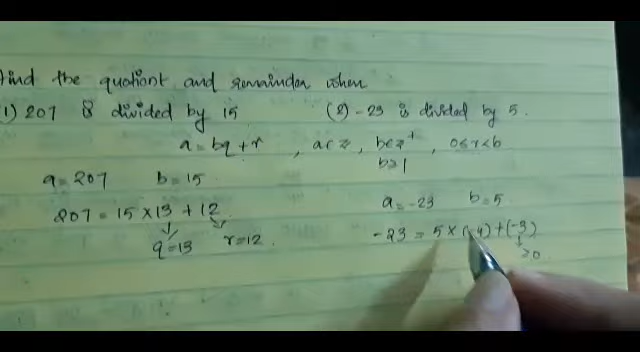 find the quotient and remainder when
(1) 207 is divided by 15 (2) -23 is divided by 5.
a = bq + r , a ∈ Z , b ∈ Z⁺ , 0 ≤ r < b
b ≥ 1
a = 207 b = 15
207 = 15 × 13 + 12
q = 13 r = 12.
a = -23 b = 5
-23 = 5 × (-4) + (-3)
≥ 0